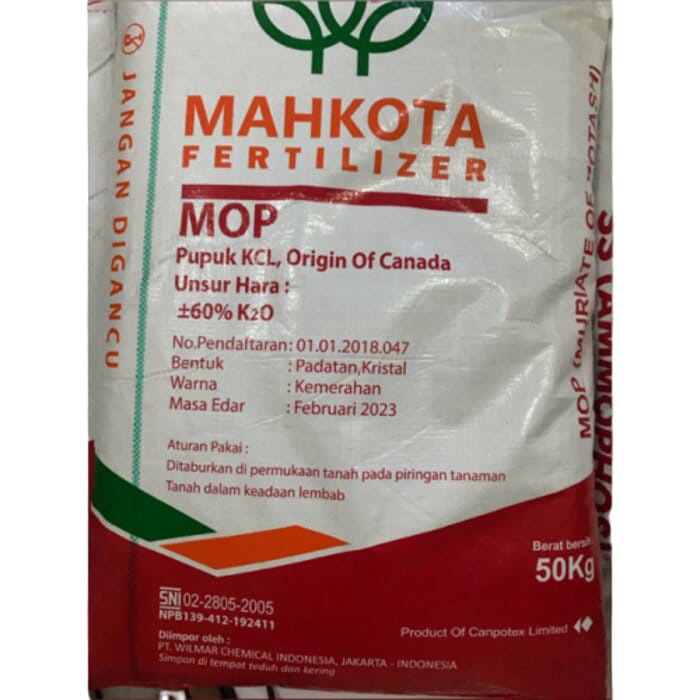 JANGAN DIGANCU
MAHKOTA
FERTILIZER
MOP
Pupuk KCL, Origin Of Canada
Unsur Hara :
±60% K2O
No.Pendaftaran : 01.01.2018.047
Bentuk : Padatan,Kristal
Warna : Kemerahan
Masa Edar : Februari 2023
Aturan Pakai :
Ditaburkan di permukaan tanah pada piringan tanaman
Tanah dalam keadaan lembab
MOP (MURIATE OF POTASH)
SS (AMMOPHOS)
Berat bersih
50Kg
SNI 02-2805-2005
NPB139-412-192411
Product Of Canpotex Limited
Diimpor oleh :
PT. WILMAR CHEMICAL INDONESIA, JAKARTA - INDONESIA
Simpan di tempat teduh dan kering